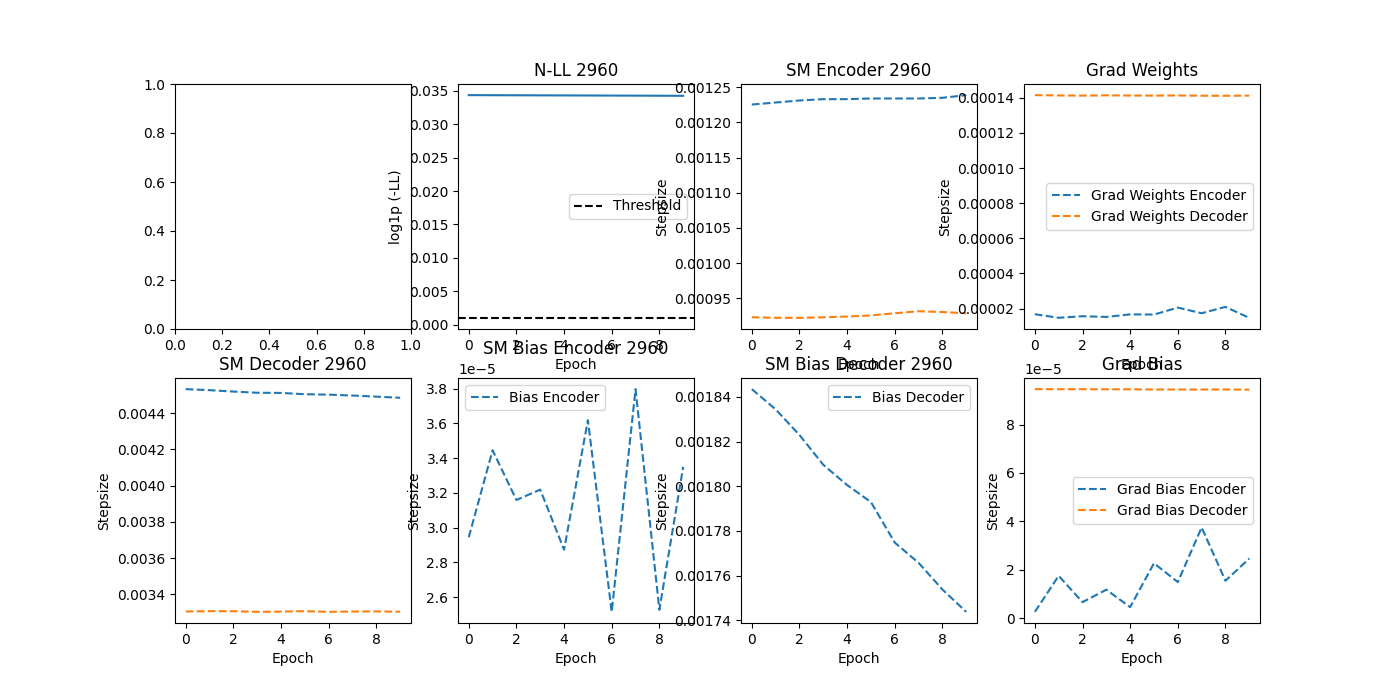 N-LL 2960
SM Encoder 2960
Grad Weights
1.0
0.8
0.6
0.4
0.2
0.0
0.0 0.2 0.4 0.6 0.8 1.0
log1p (-LL)
0.035
0.030
0.025
0.020
0.015
0.010
0.005
0.000
Threshold
0 2 4 6 8
Epoch
Stepsize
0.00125
0.00120
0.00115
0.00110
0.00105
0.00100
0.00095
Epoch
Stepsize
0.00014
0.00012
0.00010
0.00008
0.00006
0.00004
0.00002
Grad Weights Encoder
Grad Weights Decoder
0 2 4 6 8
Epoch
SM Decoder 2960
SM Bias Encoder 2960
SM Bias Decoder 2960
Grad Bias
Stepsize
0.0044
0.0042
0.0040
0.0038
0.0036
0.0034
0 2 4 6 8
Epoch
1e−5
Stepsize
3.8
3.6
3.4
3.2
3.0
2.8
2.6
Bias Encoder
0 2 4 6 8
Epoch
Stepsize
0.00184
0.00182
0.00180
0.00178
0.00176
0.00174
Bias Decoder
0 2 4 6 8
Epoch
1e−5
Stepsize
8
6
4
2
0
Grad Bias Encoder
Grad Bias Decoder
0 2 4 6 8
Epoch